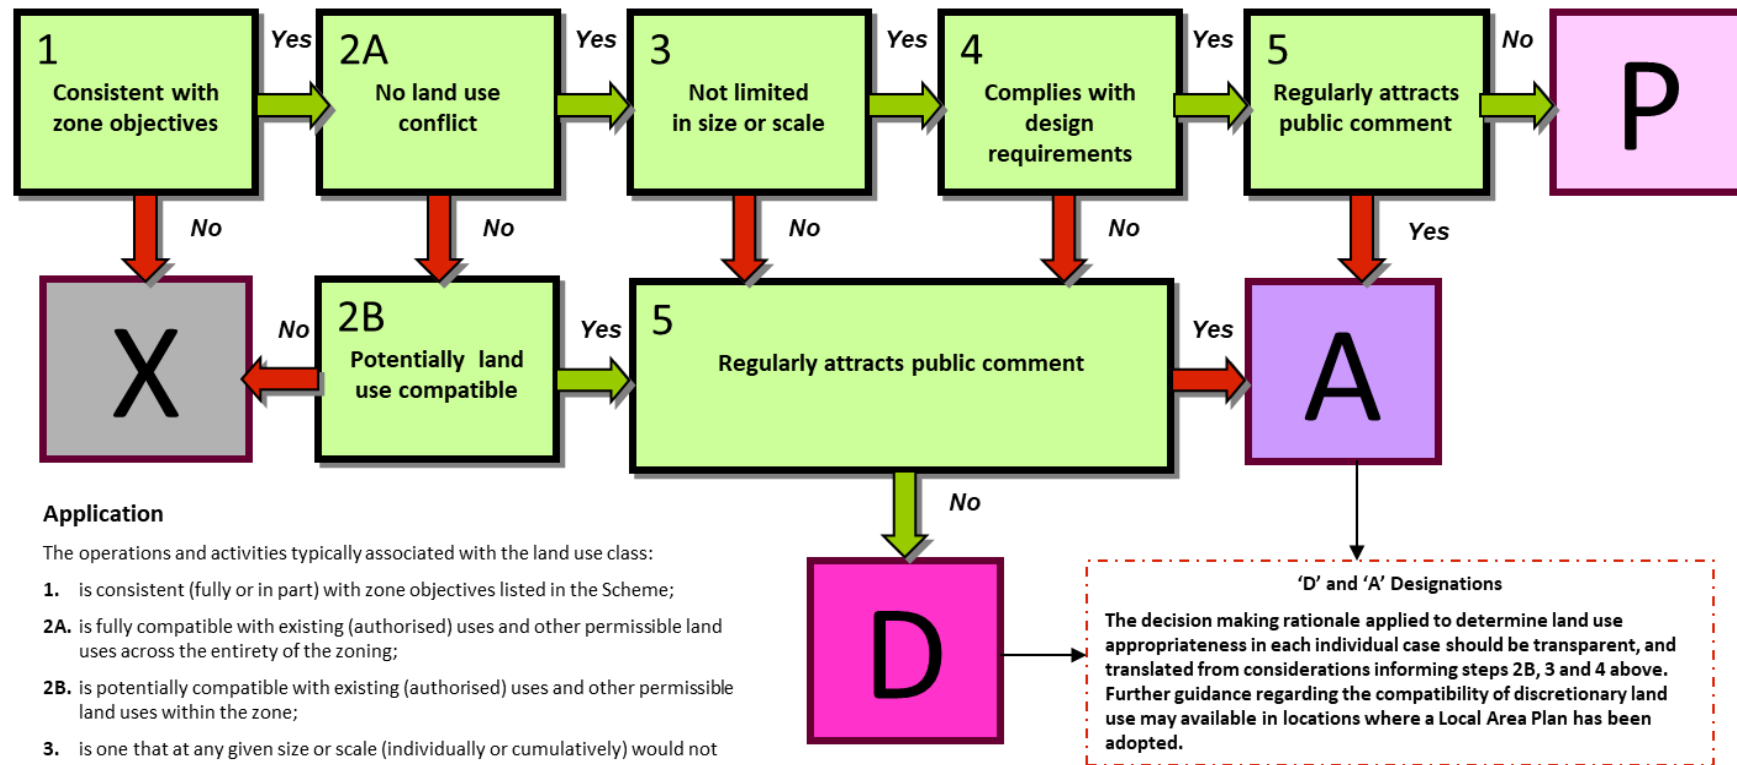 1
Consistent with
zone objectives
Yes
2A
No land use
conflict
Yes
3
Not limited
in size or scale
Yes
4
Complies with
design
requirements
Yes
5
Regularly attracts
public comment
No
P
No
No
No
No
Yes
X
No
2B
Potentially land
use compatible
Yes
5
Regularly attracts public comment
Yes
A
No
D
Application
The operations and activities typically associated with the land use class:
1. is consistent (fully or in part) with zone objectives listed in the Scheme;
2A. is fully compatible with existing (authorised) uses and other permissible land
uses across the entirety of the zoning;
2B. is potentially compatible with existing (authorised) uses and other permissible
land uses within the zone;
3. is one that at any given size or scale (individually or cumulatively) would not
‘D’ and ‘A’ Designations
The decision making rationale applied to determine land use
appropriateness in each individual case should be transparent, and
translated from considerations informing steps 2B, 3 and 4 above.
Further guidance regarding the compatibility of discretionary land
use may available in locations where a Local Area Plan has been
adopted.